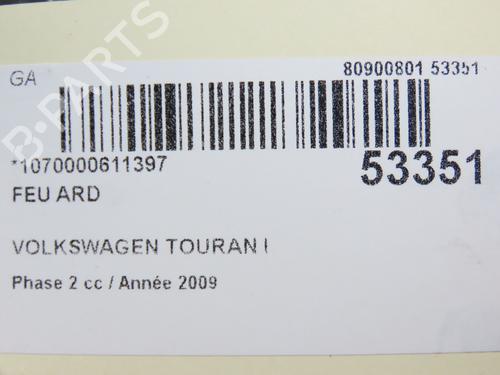 GA
80900801 53351
*1070000611397
53351
FEU ARD
VOLKSWAGEN TOURAN I
Phase 2 cc / Année 2009
B-PARTS